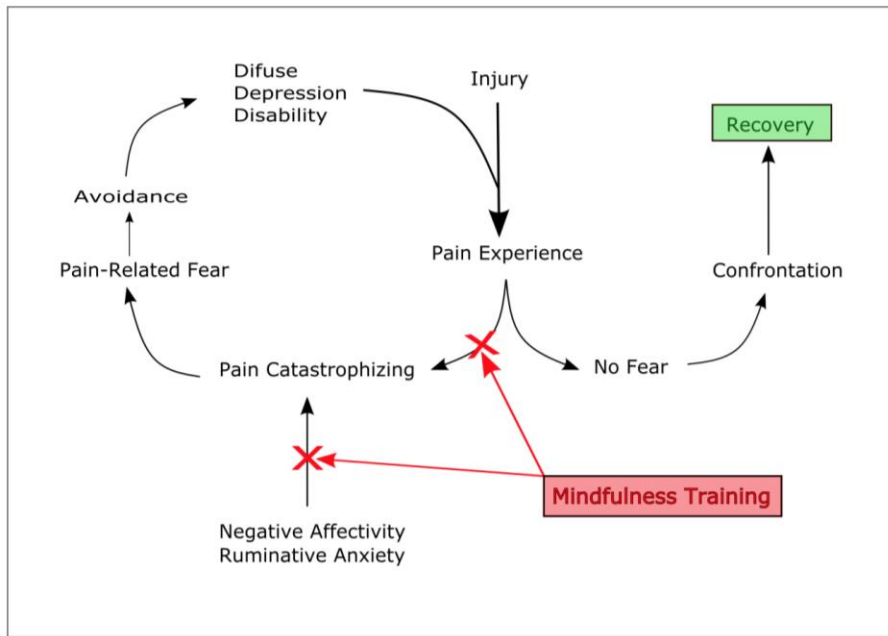 Difuse
Depression
Disability
Injury
Recovery
Avoidance
Pain Experience
Pain-Related Fear
Confrontation
Pain Catastrophizing
No Fear
Mindfulness Training
Negative Affectivity
Ruminative Anxiety